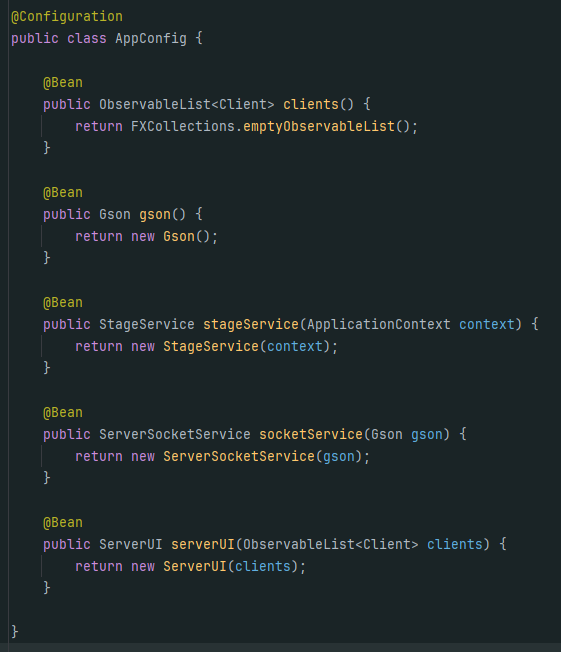 @Configuration
public class AppConfig {
@Bean
public ObservableList<Client> clients() {
return FXCollections.emptyObservableList();
}
@Bean
public Gson gson() {
return new Gson();
}
@Bean
public StageService stageService(ApplicationContext context) {
return new StageService(context);
}
@Bean
public ServerSocketService socketService(Gson gson) {
return new ServerSocketService(gson);
}
@Bean
public ServerUI serverUI(ObservableList<Client> clients) {
return new ServerUI(clients);
}
}